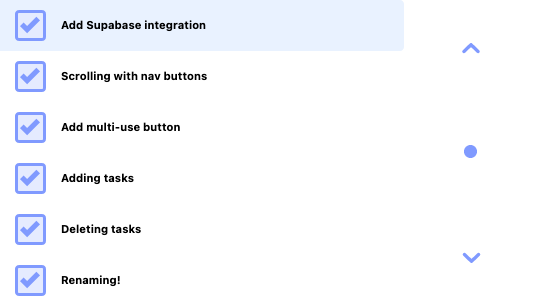 Add Supabase integration
Scrolling with nav buttons
Add multi-use button
Adding tasks
Deleting tasks
Renaming!